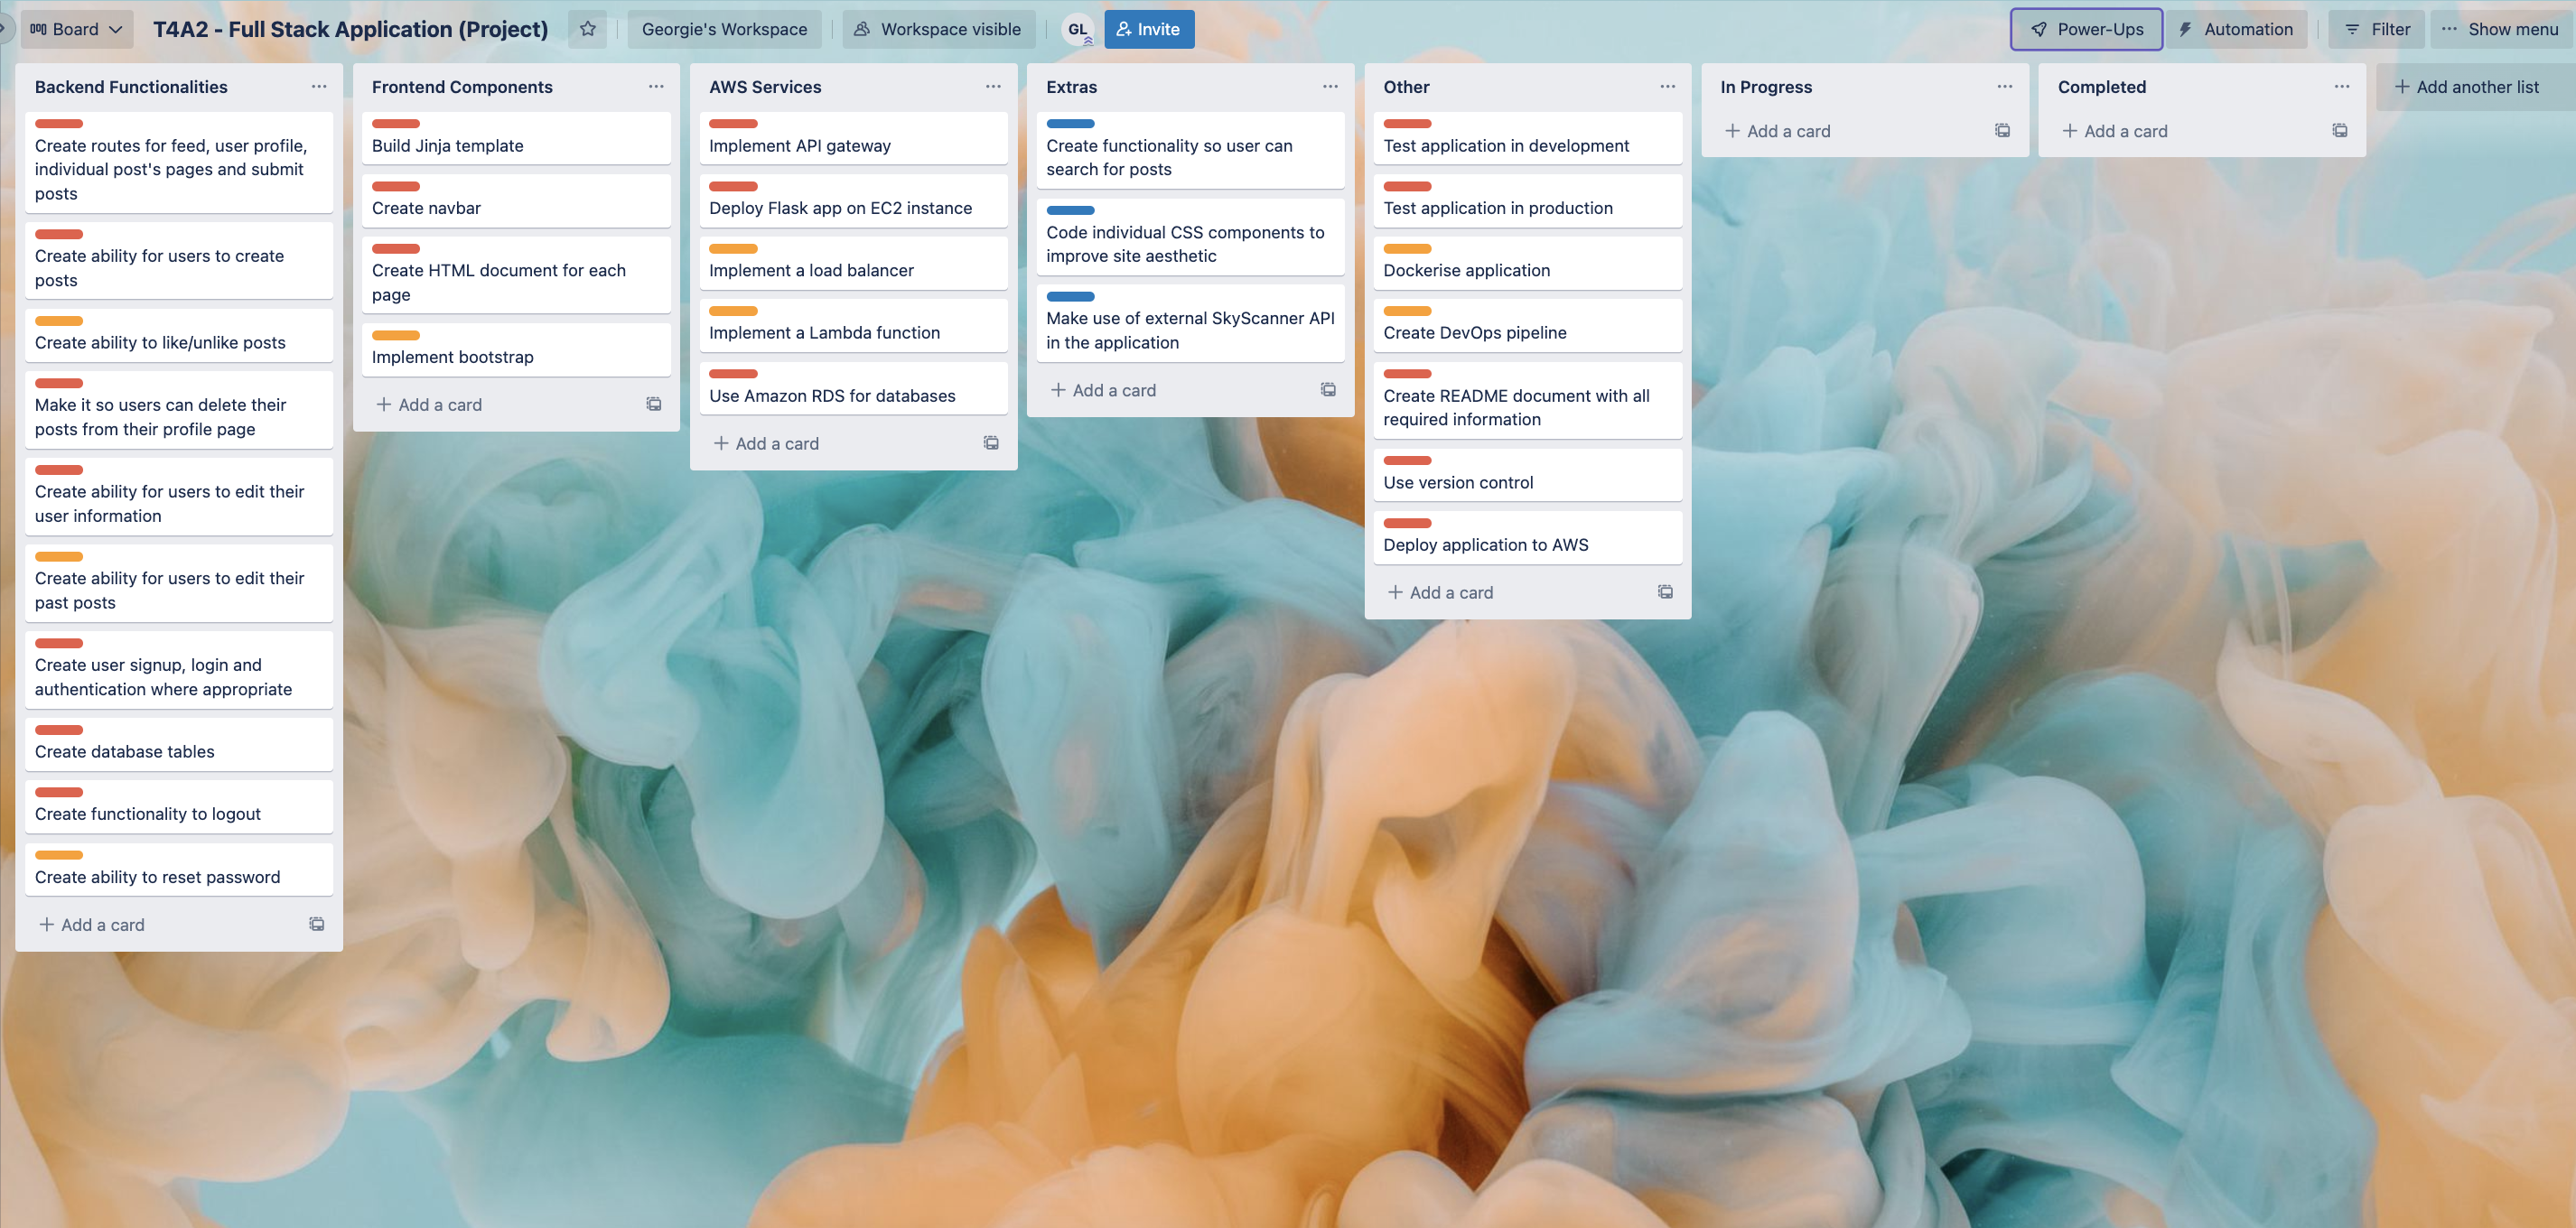 Board
T4A2 - Full Stack Application (Project)
Georgie's Workspace
Workspace visible
GL
Invite
Power-Ups
Automation
Filter
Show menu
Backend Functionalities
Create routes for feed, user profile,
individual post's pages and submit
posts
Create ability for users to create
posts
Create ability to like/unlike posts
Make it so users can delete their
posts from their profile page
Create ability for users to edit their
user information
Create ability for users to edit their
past posts
Create user signup, login and
authentication where appropriate
Create database tables
Create functionality to logout
Create ability to reset password
Add a card
Frontend Components
Build Jinja template
Create navbar
Create HTML document for each
page
Implement bootstrap
Add a card
AWS Services
Implement API gateway
Deploy Flask app on EC2 instance
Implement a load balancer
Implement a Lambda function
Use Amazon RDS for databases
Add a card
Extras
Create functionality so user can
search for posts
Code individual CSS components to
improve site aesthetic
Make use of external SkyScanner API
in the application
Add a card
Other
Test application in development
Test application in production
Dockerise application
Create DevOps pipeline
Create README document with all
required information
Use version control
Deploy application to AWS
Add a card
In Progress
Add a card
Completed
Add a card
Add another list